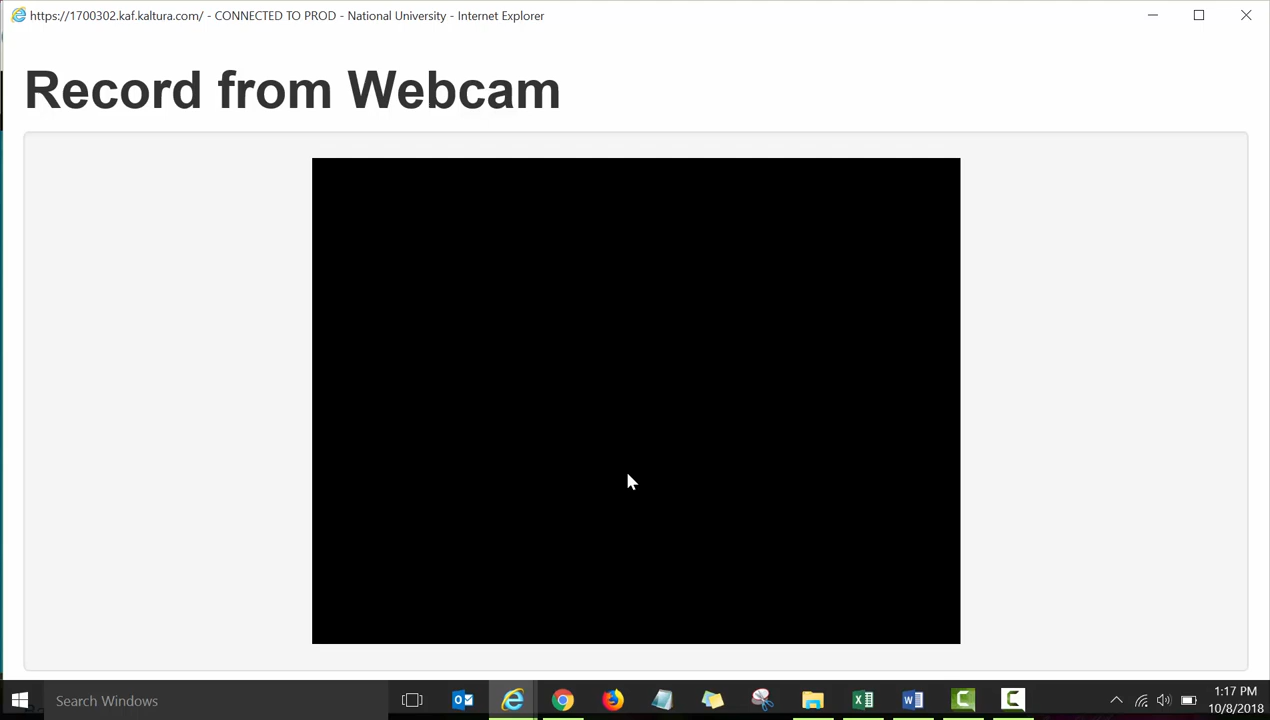 https://1700302.kaf.kaltura.com/ - CONNECTED TO PROD - National University - Internet Explorer
Record from Webcam
Search Windows
1:17 PM
10/8/2018